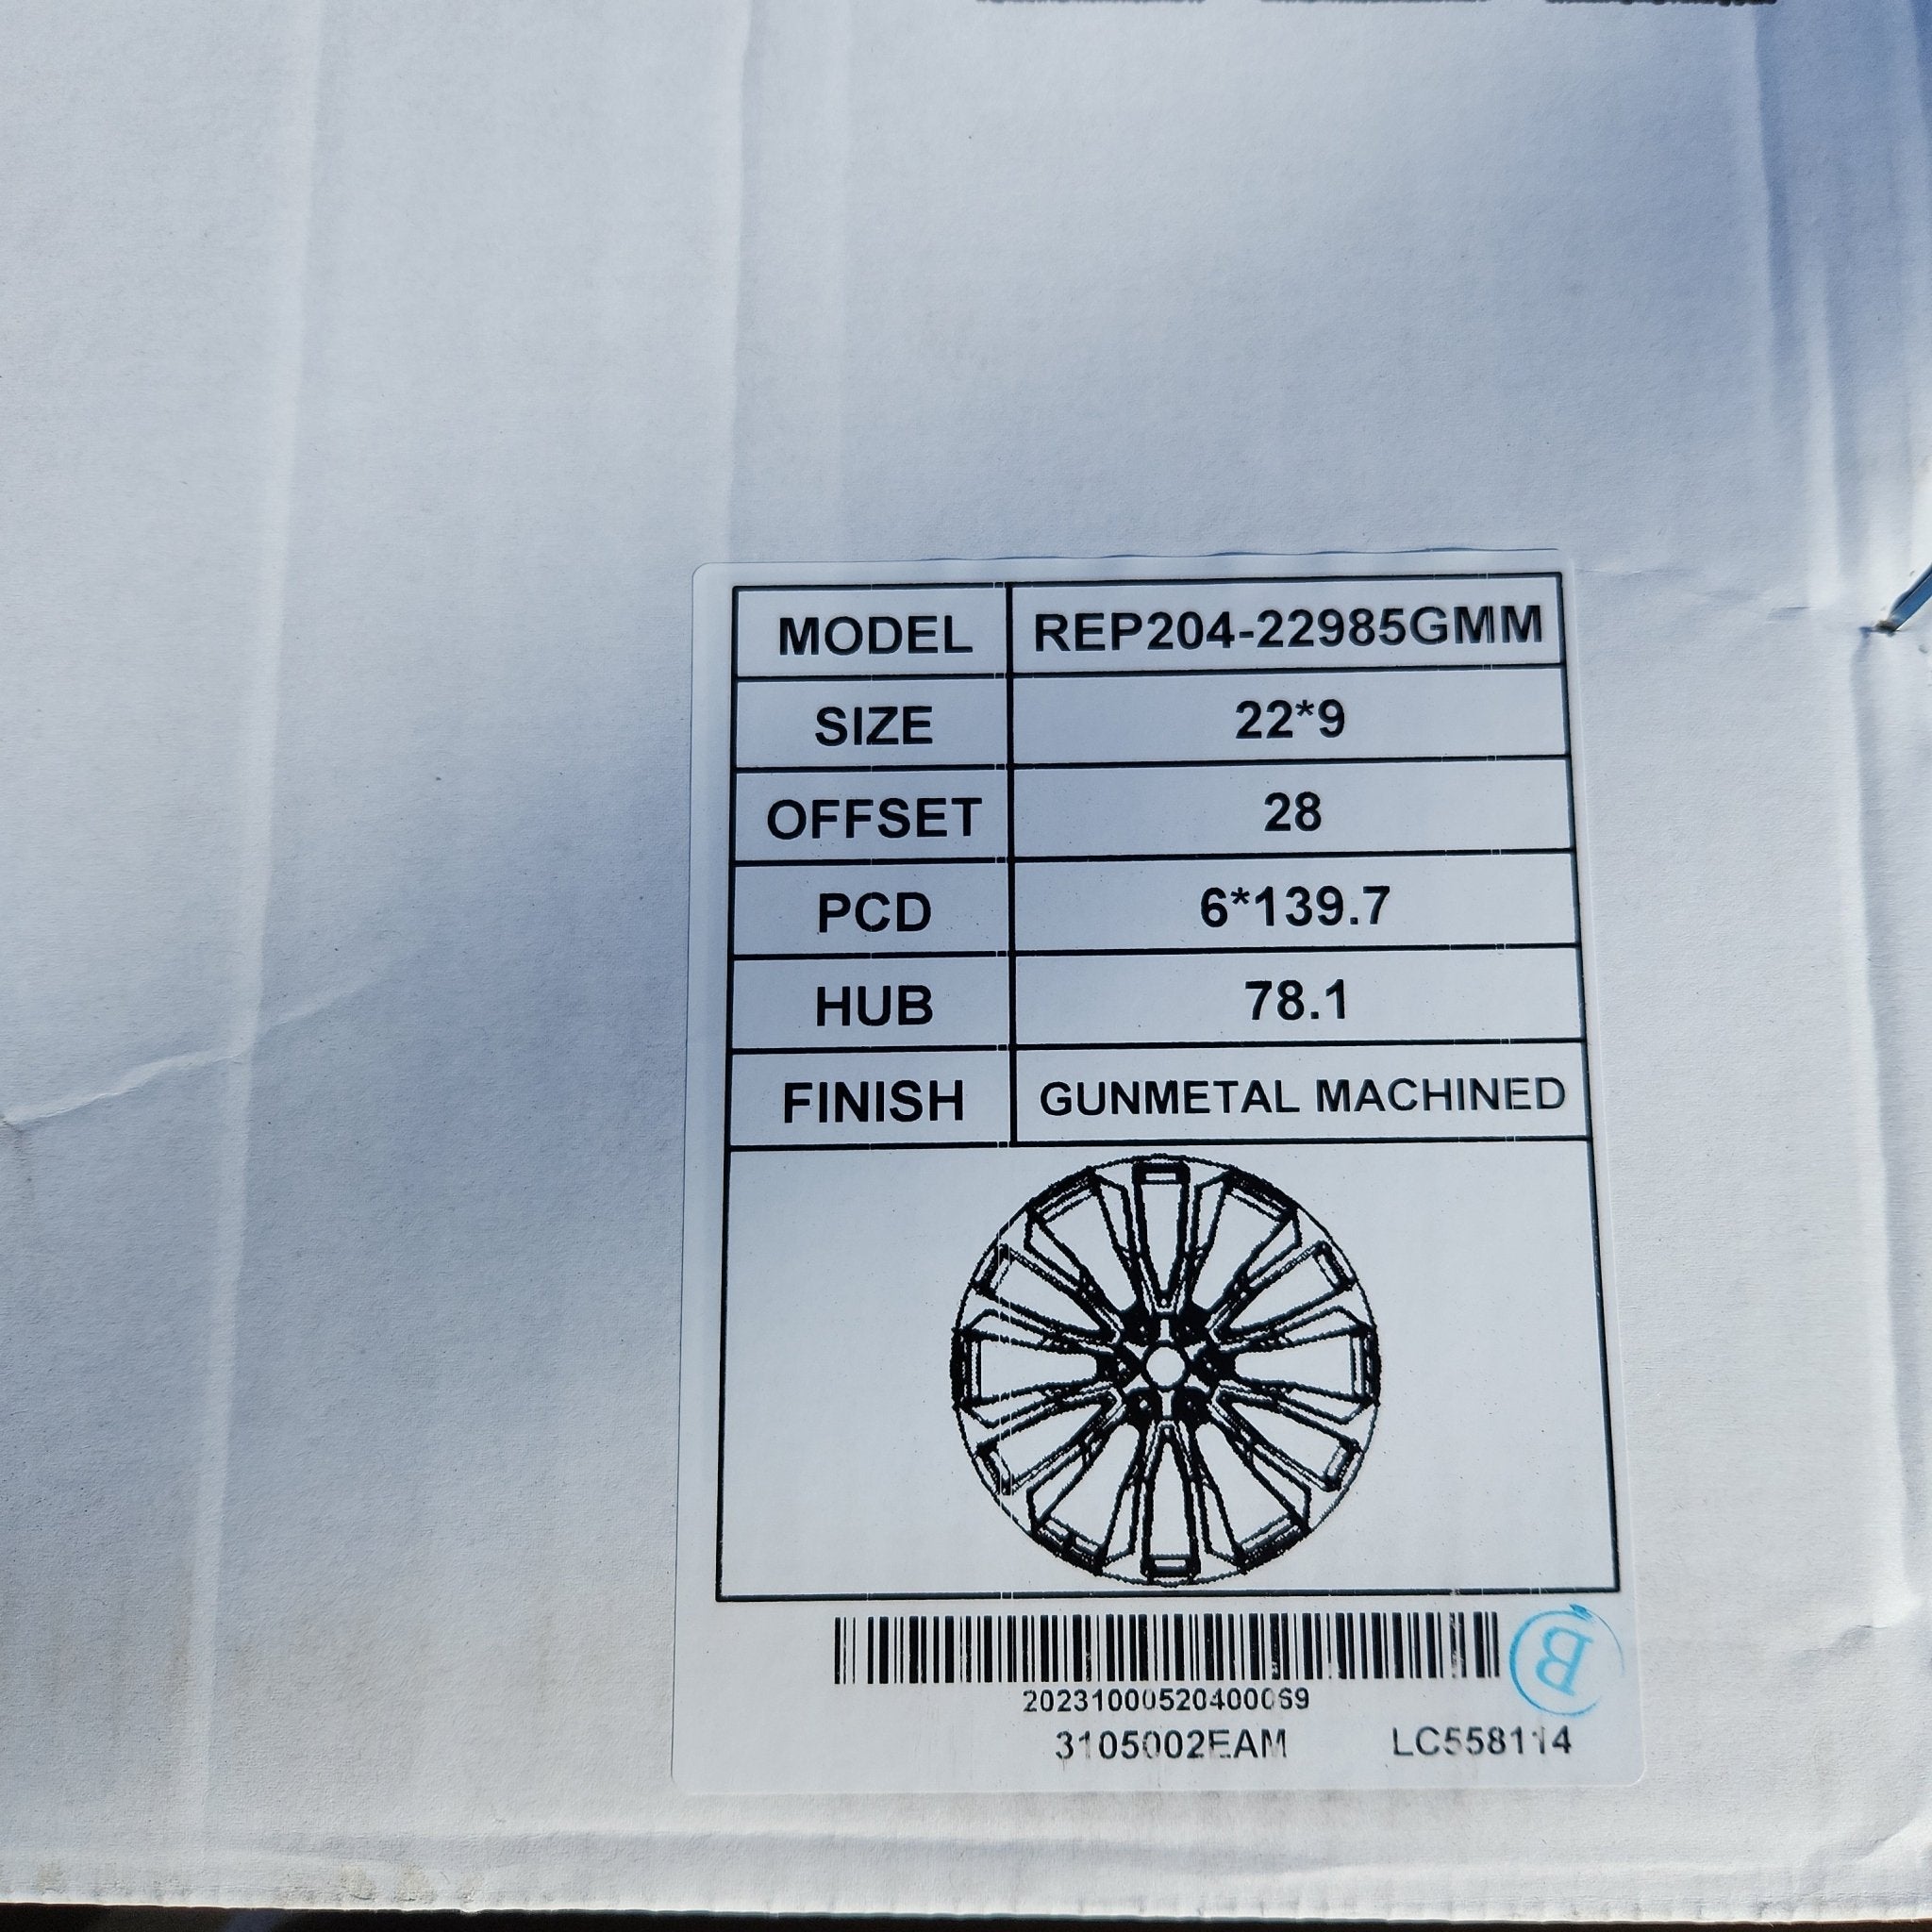 MODEL REP204-22985GMM
SIZE 22*9
OFFSET 28
PCD 6*139.7
HUB 78.1
FINISH GUNMETAL MACHINED
20231000520400069
3105002EAM LC558114
B